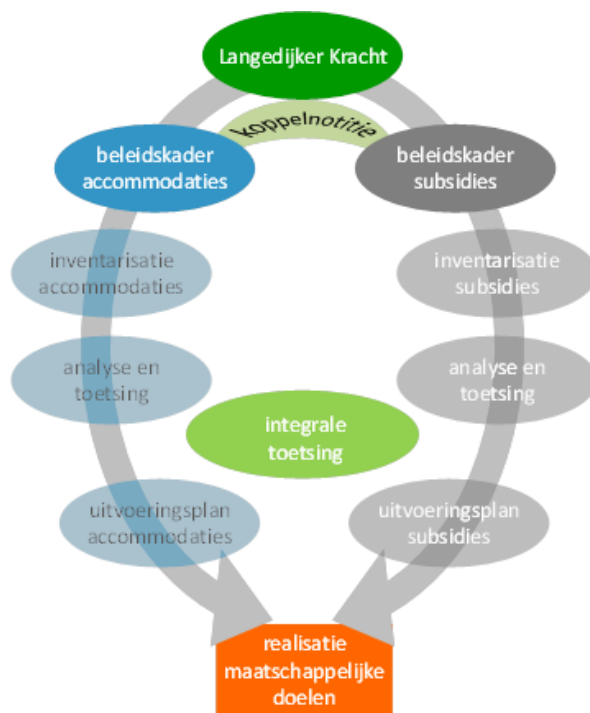 Langedijker Kracht
koppelnotitie
beleidskader
accommodaties
beleidskader
subsidies
inventarisatie
accommodaties
inventarisatie
subsidies
analyse en
toetsing
analyse en
toetsing
integrale
toetsing
uitvoeringsplan
accommodaties
uitvoeringsplan
subsidies
realisatie
maatschappelijke
doelen